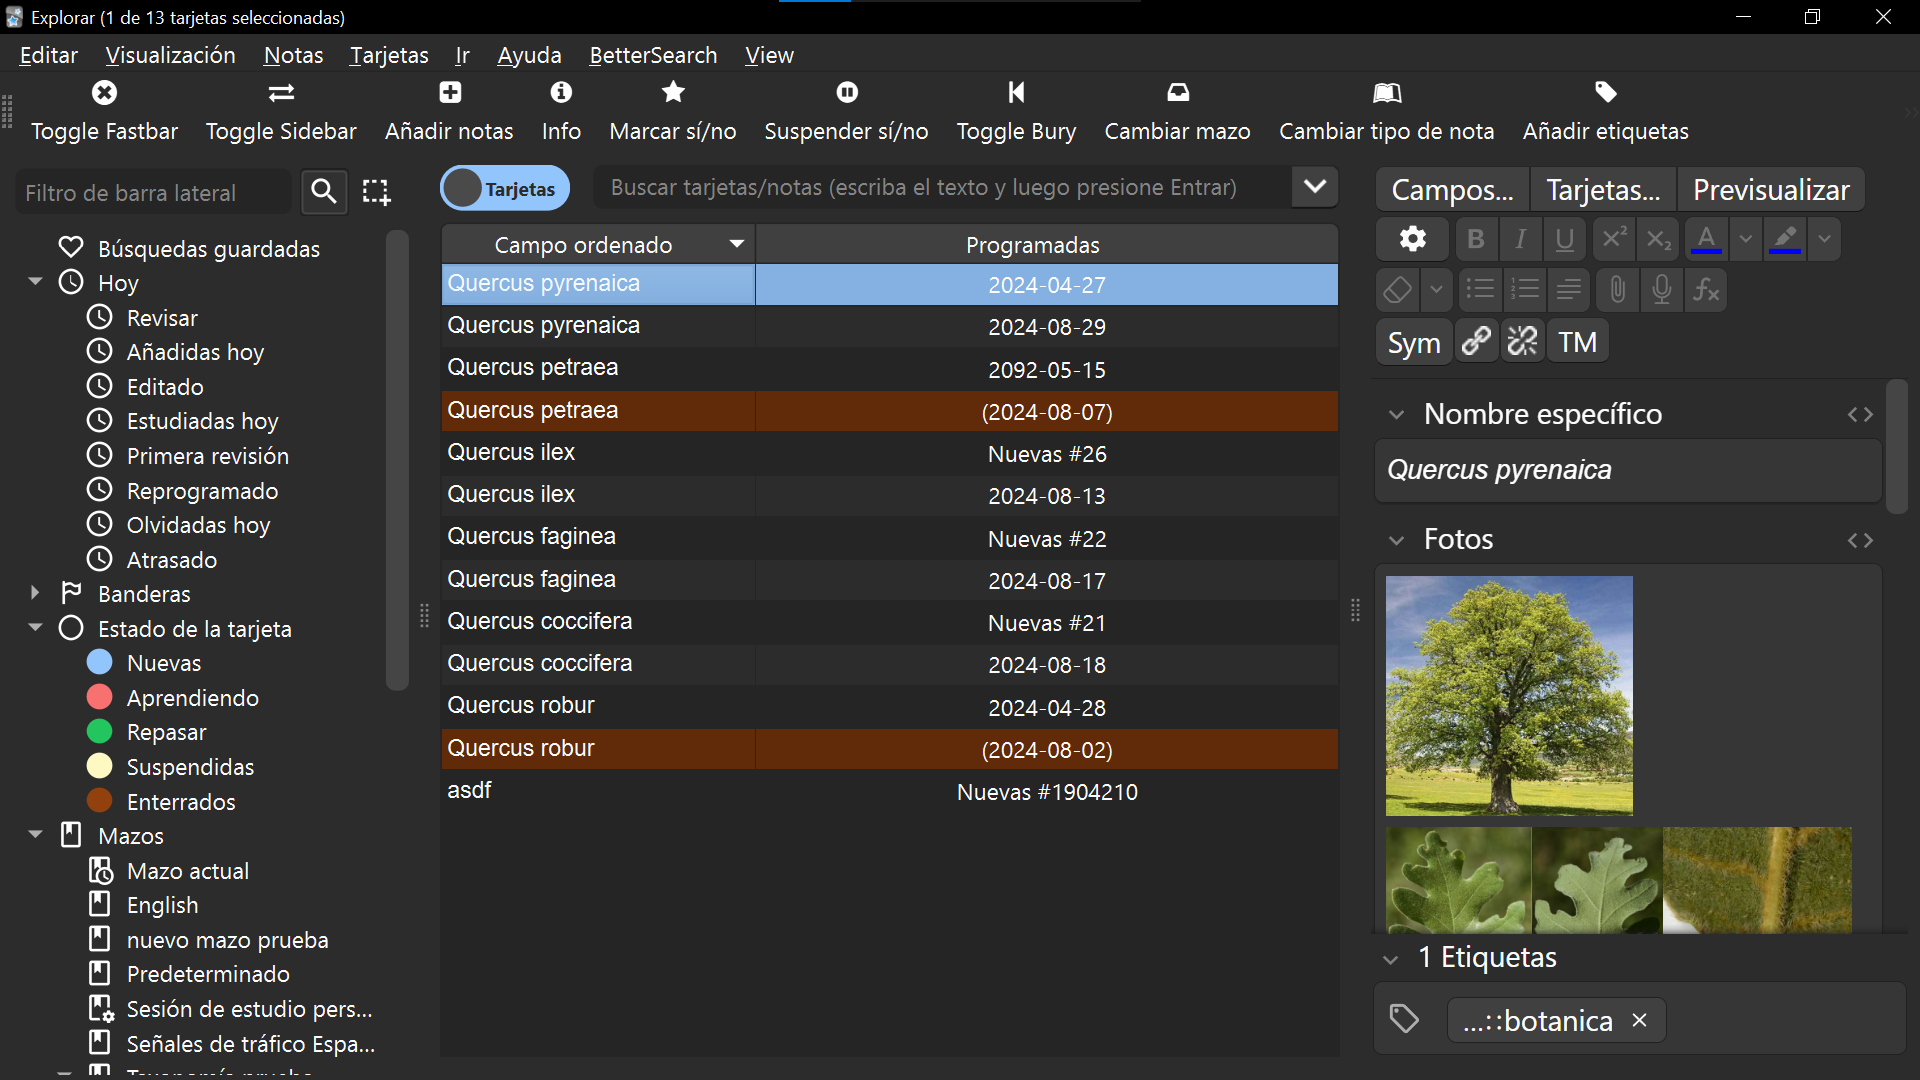 Explorar (1 de 13 tarjetas seleccionadas)
Editar Visualización Notas Tarjetas Ir Ayuda BetterSearch View
Toggle Fastbar Toggle Sidebar Añadir notas Info Marcar sí/no Suspender sí/no Toggle Bury Cambiar mazo Cambiar tipo de nota Añadir etiquetas
Filtro de barra lateral
Búsquedas guardadas
Hoy
Revisar
Añadidas hoy
Editado
Estudiadas hoy
Primera revisión
Reprogramado
Olvidadas hoy
Atrasado
Banderas
Estado de la tarjeta
Nuevas
Aprendiendo
Repasar
Suspendidas
Enterrados
Mazos
Mazo actual
English
nuevo mazo prueba
Predeterminado
Sesión de estudio pers...
Señales de tráfico Espa...
Tarjetas
Buscar tarjetas/notas (escriba el texto y luego presione Entrar)
Campo ordenado Programadas
Quercus pyrenaica 2024-04-27
Quercus pyrenaica 2024-08-29
Quercus petraea 2092-05-15
Quercus petraea (2024-08-07)
Quercus ilex Nuevas #26
Quercus ilex 2024-08-13
Quercus faginea Nuevas #22
Quercus faginea 2024-08-17
Quercus coccifera Nuevas #21
Quercus coccifera 2024-08-18
Quercus robur 2024-04-28
Quercus robur (2024-08-02)
asdf Nuevas #1904210
Campos... Tarjetas... Previsualizar
B I U x² x₂ A
fx
Sym TM
Nombre específico
Quercus pyrenaica
Fotos
1 Etiquetas
...::botanica